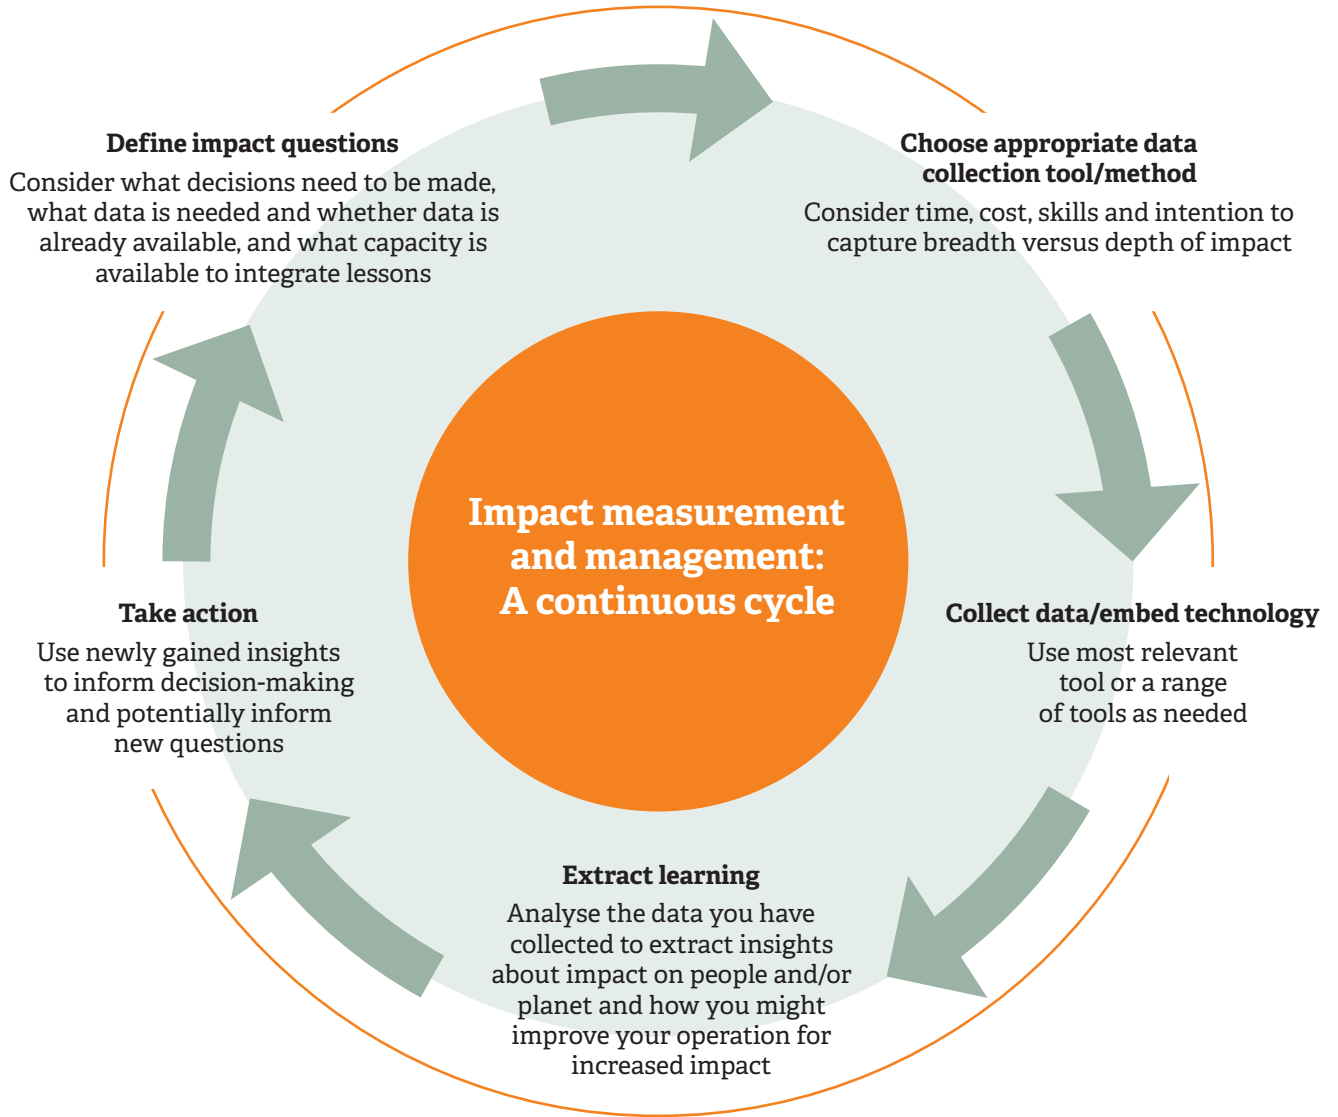 Define impact questions
Consider what decisions need to be made,
what data is needed and whether data is
already available, and what capacity is
available to integrate lessons
Choose appropriate data
collection tool/method
Consider time, cost, skills and intention to
capture breadth versus depth of impact
Impact measurement
and management:
A continuous cycle
Collect data/embed technology
Use most relevant
tool or a range
of tools as needed
Extract learning
Analyse the data you have
collected to extract insights
about impact on people and/or
planet and how you might
improve your operation for
increased impact
Take action
Use newly gained insights
to inform decision-making
and potentially inform
new questions